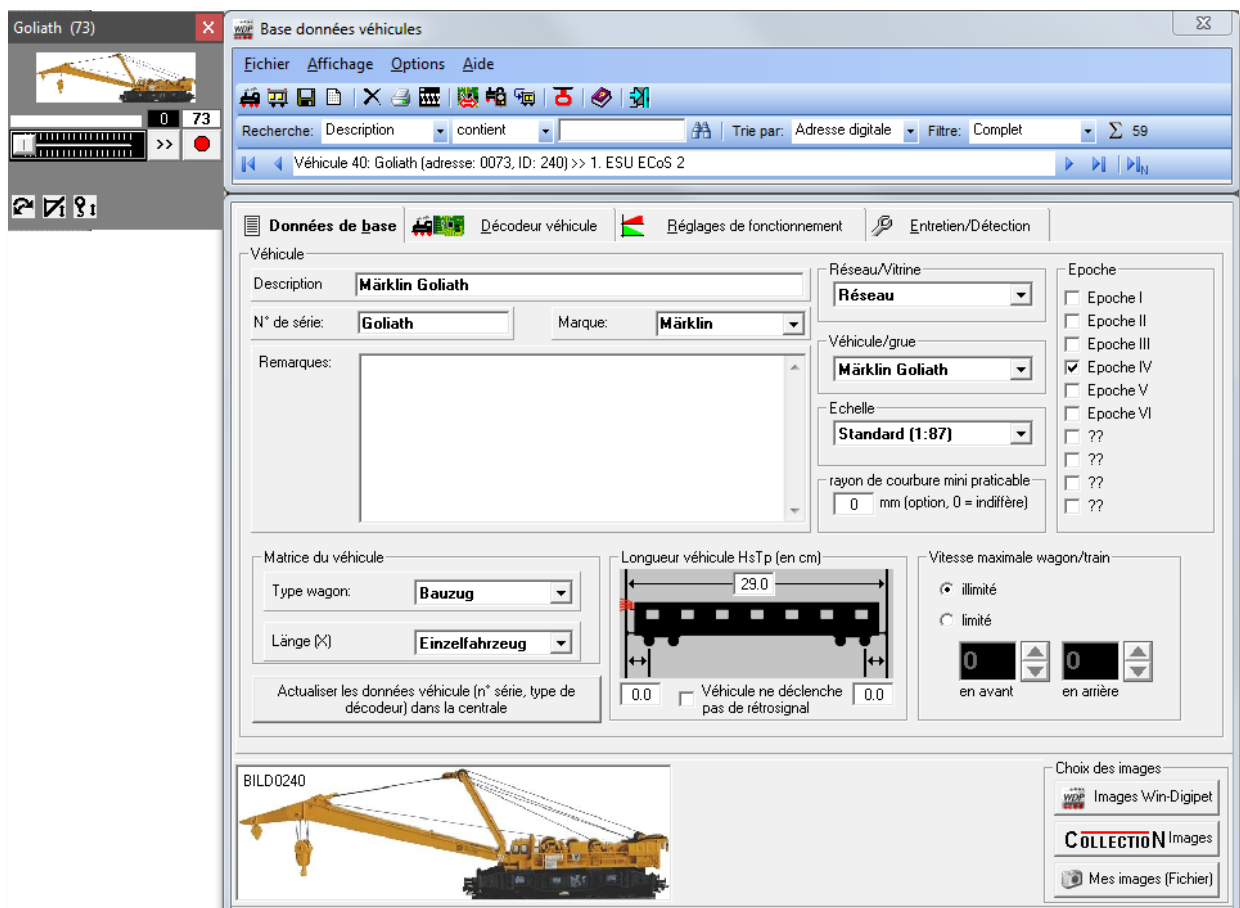 Goliath (73)
0 73
>>
WDP Base données véhicules
Fichier Affichage Options Aide
Recherche: Description contient Trie par: Adresse digitale Filtre: Complet Σ 59
Véhicule 40: Goliath (adresse: 0073, ID: 240) >> 1. ESU ECoS 2
N
Données de base Décodeur véhicule Réglages de fonctionnement Entretien/Détection
Véhicule
Description Märklin Goliath
N° de série: Goliath Marque: Märklin
Remarques:
Réseau/Vitrine
Réseau
Véhicule/grue
Märklin Goliath
Echelle
Standard (1:87)
rayon de courbure mini praticable
0 mm (option, 0 = indiffère)
Epoche
Epoche I
Epoche II
Epoche III
Epoche IV
Epoche V
Epoche VI
??
??
??
??
Matrice du véhicule
Type wagon: Bauzug
Länge (X) Einzelfahrzeug
Actualiser les données véhicule (n° série, type de
décodeur) dans la centrale
Longueur véhicule HsTp (en cm)
29.0
0.0 Véhicule ne déclenche 0.0
pas de rétrosignal
Vitesse maximale wagon/train
illimité
limité
0 0
en avant en arrière
BILD0240
Choix des images
WDP Images Win-Digipet
COLLECTION Images
Mes images (Fichier)